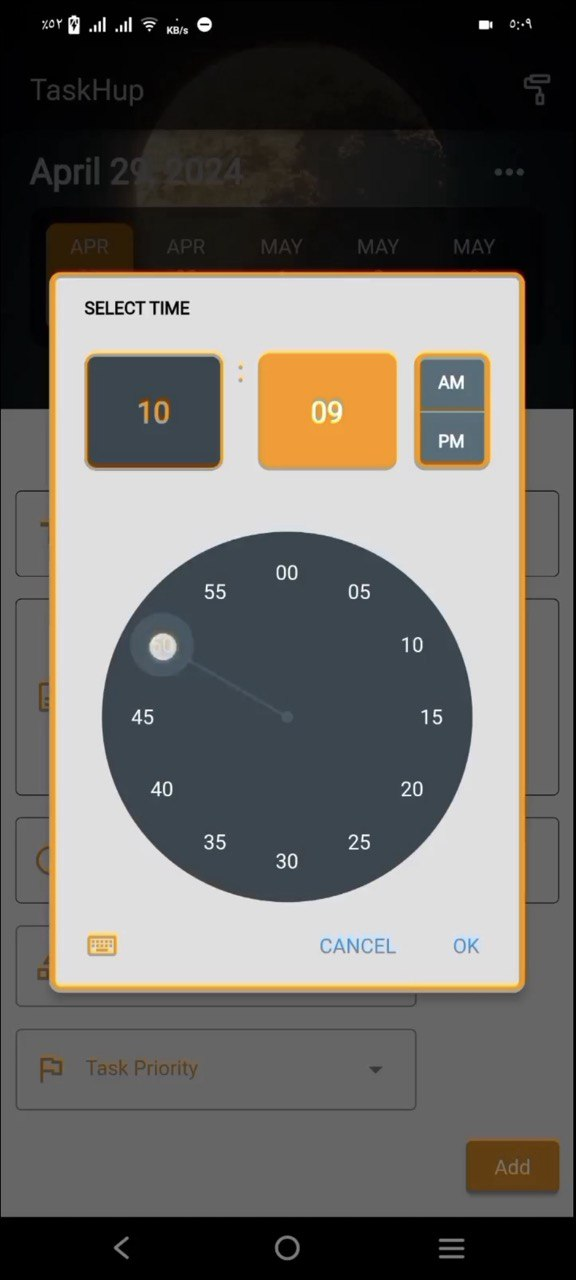 ٪٥٢ KB/s ٥:٠٩
TaskHup
April 29, 2024
APR APR MAY MAY MAY
SELECT TIME
10 : 09
AM
PM
00
55 05
10
45 15
40 20
35 25
30
CANCEL OK
Task Priority
Add